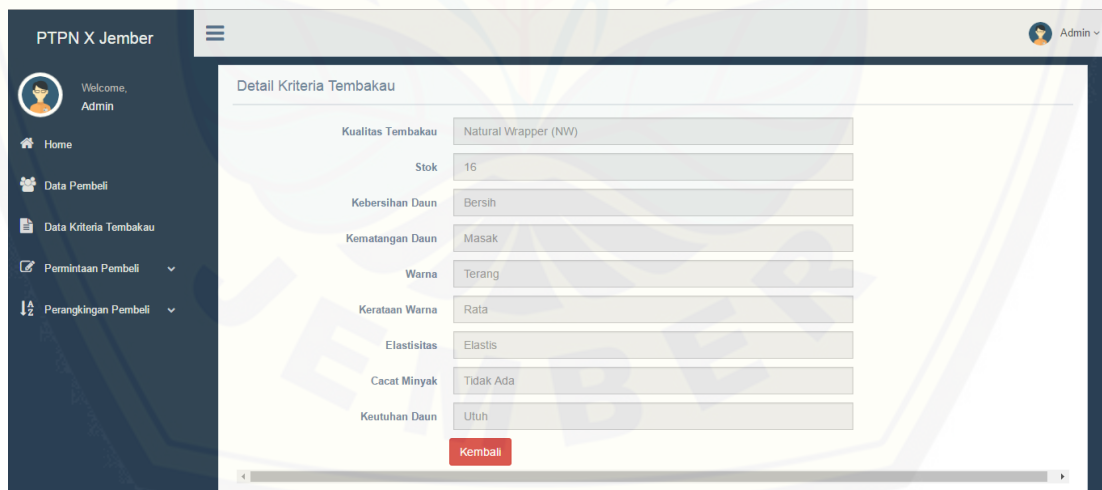 PTPN X Jember
Admin
Welcome,
Admin
Home
Data Pembeli
Data Kriteria Tembakau
Permintaan Pembeli
Perangkingan Pembeli
Detail Kriteria Tembakau
Kualitas Tembakau Natural Wrapper (NW)
Stok 16
Kebersihan Daun Bersih
Kematangan Daun Masak
Warna Terang
Kerataan Warna Rata
Elastisitas Elastis
Cacat Minyak Tidak Ada
Keutuhan Daun Utuh
Kembali
JEMBER